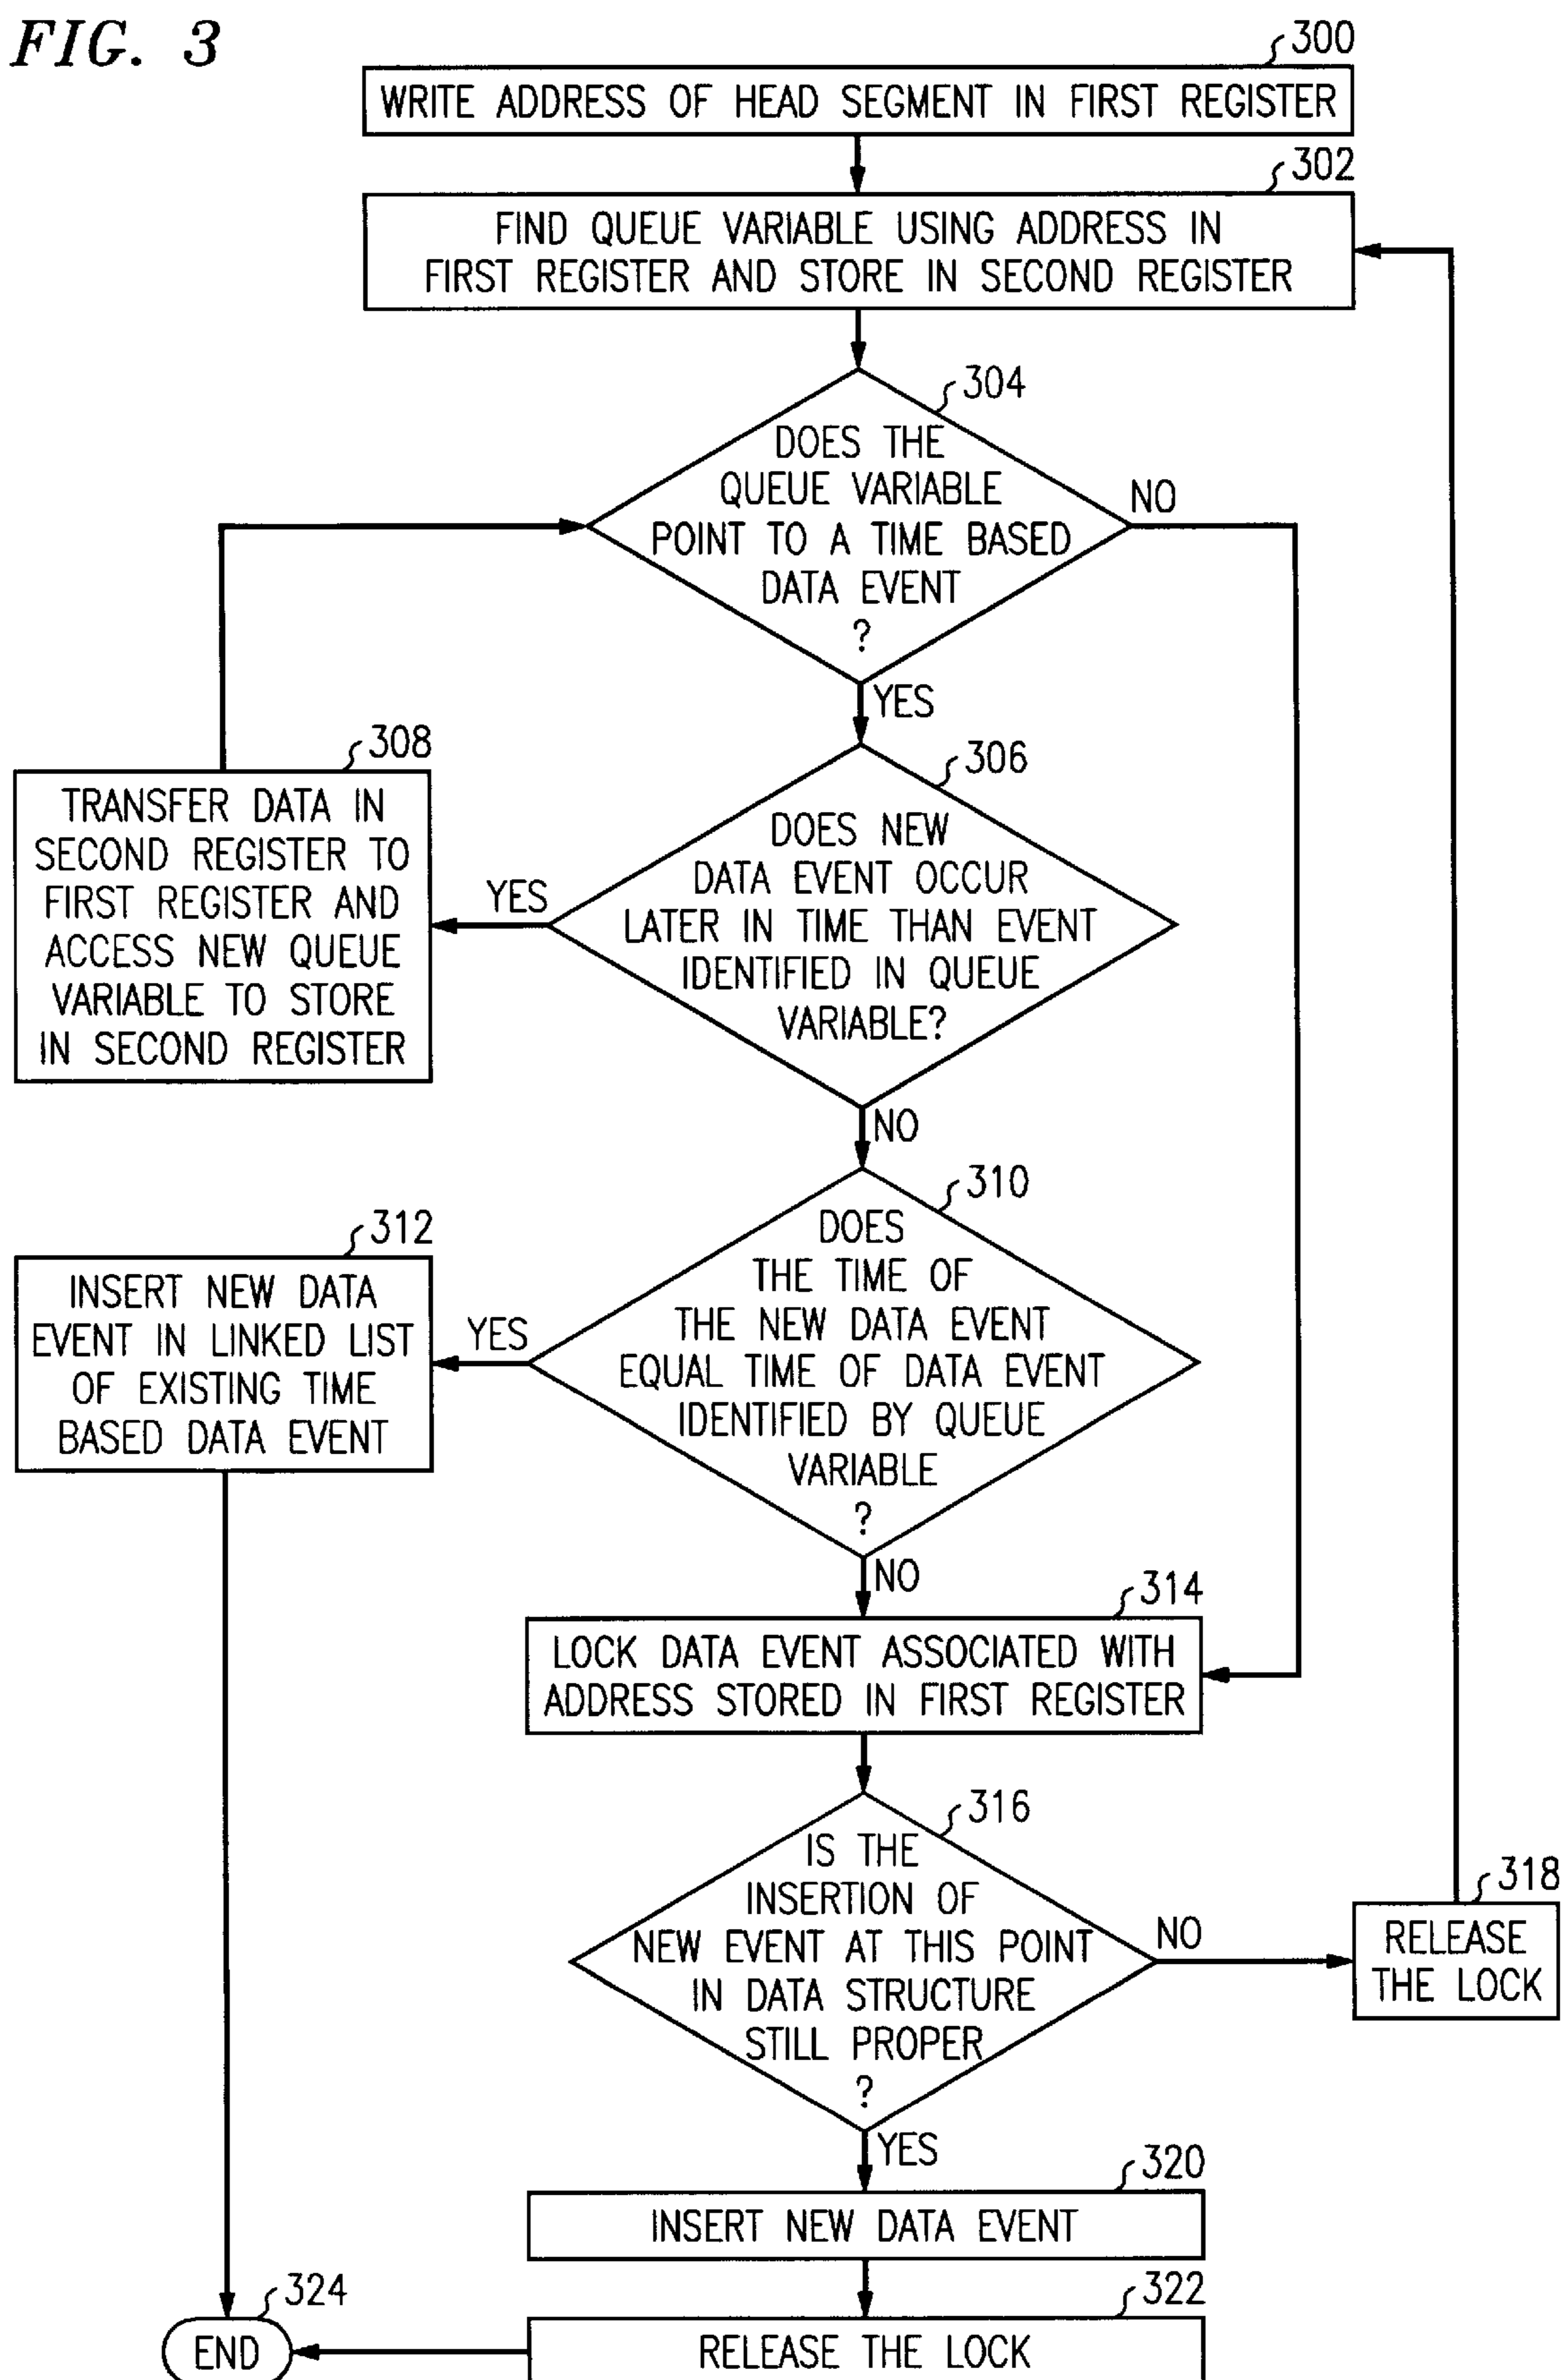 FIG. 3
300
WRITE ADDRESS OF HEAD SEGMENT IN FIRST REGISTER
302
FIND QUEUE VARIABLE USING ADDRESS IN
FIRST REGISTER AND STORE IN SECOND REGISTER
304
DOES THE
QUEUE VARIABLE
POINT TO A TIME BASED
DATA EVENT
?
NO
YES
308
TRANSFER DATA IN
SECOND REGISTER TO
FIRST REGISTER AND
ACCESS NEW QUEUE
VARIABLE TO STORE
IN SECOND REGISTER
306
DOES NEW
DATA EVENT OCCUR
LATER IN TIME THAN EVENT
IDENTIFIED IN QUEUE
VARIABLE?
YES
NO
310
DOES
THE TIME OF
THE NEW DATA EVENT
EQUAL TIME OF DATA EVENT
IDENTIFIED BY QUEUE
VARIABLE
?
YES
312
INSERT NEW DATA
EVENT IN LINKED LIST
OF EXISTING TIME
BASED DATA EVENT
NO
314
LOCK DATA EVENT ASSOCIATED WITH
ADDRESS STORED IN FIRST REGISTER
316
IS THE
INSERTION OF
NEW EVENT AT THIS POINT
IN DATA STRUCTURE
STILL PROPER
?
NO
318
RELEASE
THE LOCK
YES
320
INSERT NEW DATA EVENT
322
RELEASE THE LOCK
324
END